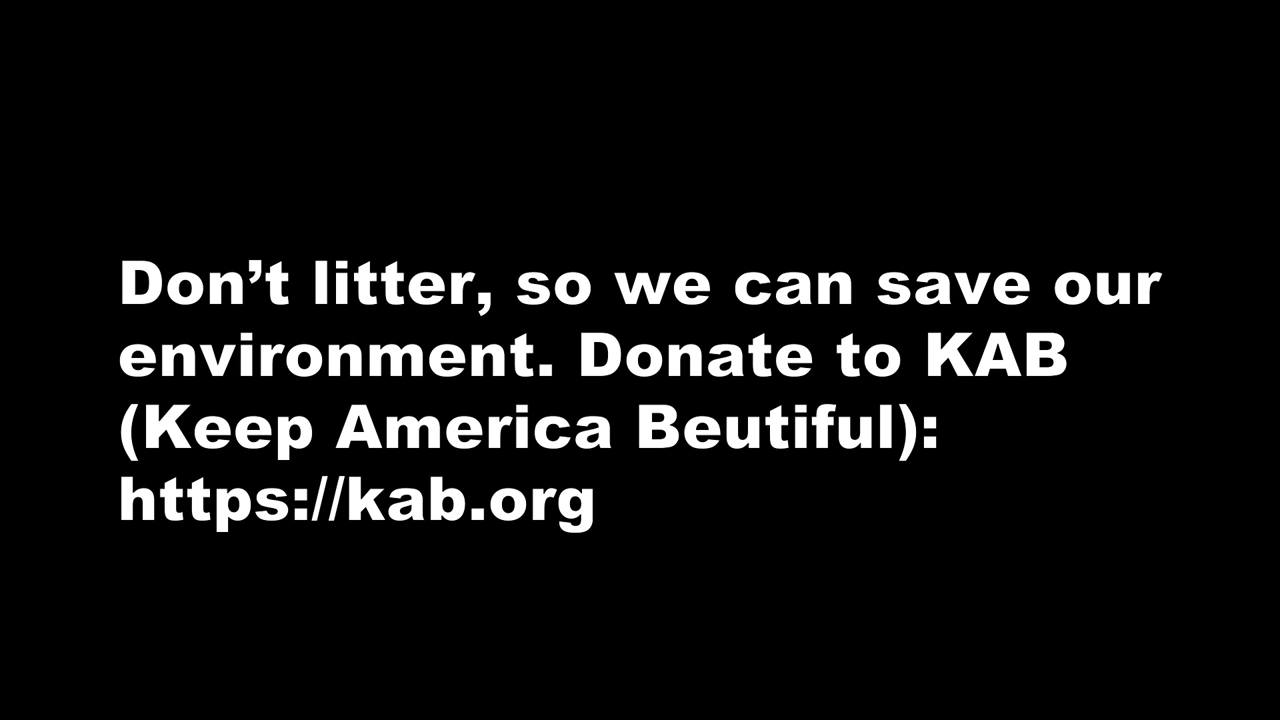 Don’t litter, so we can save our
environment. Donate to KAB
(Keep America Beutiful):
https://kab.org